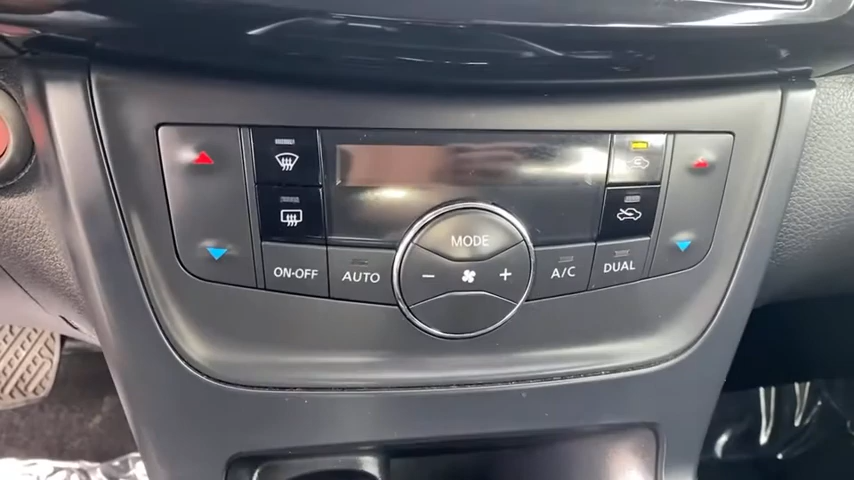 MODE
- +
ON·OFF
AUTO
A/C
DUAL